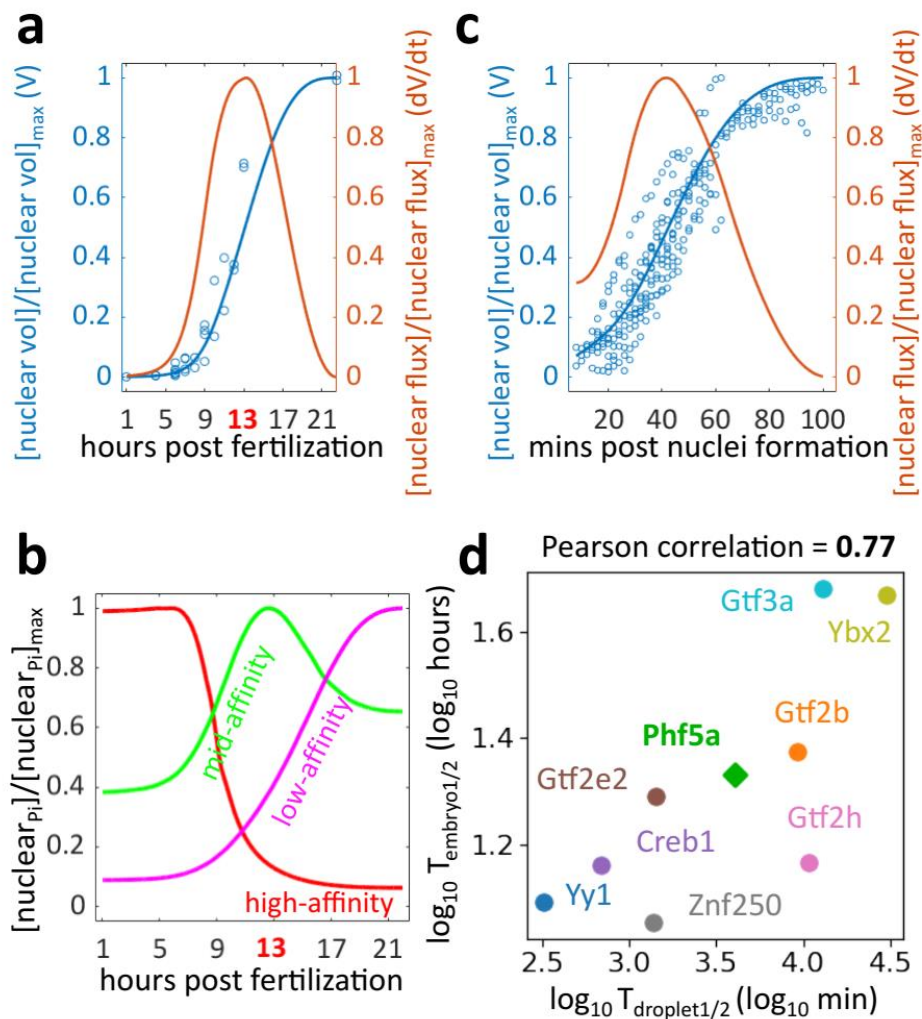 a
[nuclear vol]/[nuclear vol]max (V)
1
0.8
0.6
0.4
0.2
0
1 5 9 13 17 21
hours post fertilization
1
0.8
0.6
0.4
0.2
0
[nuclear flux]/[nuclear flux]max (dV/dt)
c
[nuclear vol]/[nuclear vol]max (V)
1
0.8
0.6
0.4
0.2
0
20 40 60 80 100
mins post nuclei formation
1
0.8
0.6
0.4
0.2
0
[nuclear flux]/[nuclear flux]max (dV/dt)
b
[nuclearPi]/[nuclearPi]max
1
0.8
0.6
0.4
0.2
0
mid-affinity
low-affinity
high-affinity
1 5 9 13 17 21
hours post fertilization
d
Pearson correlation = 0.77
log10 Tembryo1/2 (log10 hours)
1.6
1.4
1.2
Gtf3a
Ybx2
Gtf2b
Phf5a
Gtf2e2
Gtf2h
Creb1
Yy1
Znf250
2.5 3.0 3.5 4.0 4.5
log10 Tdroplet1/2 (log10 min)